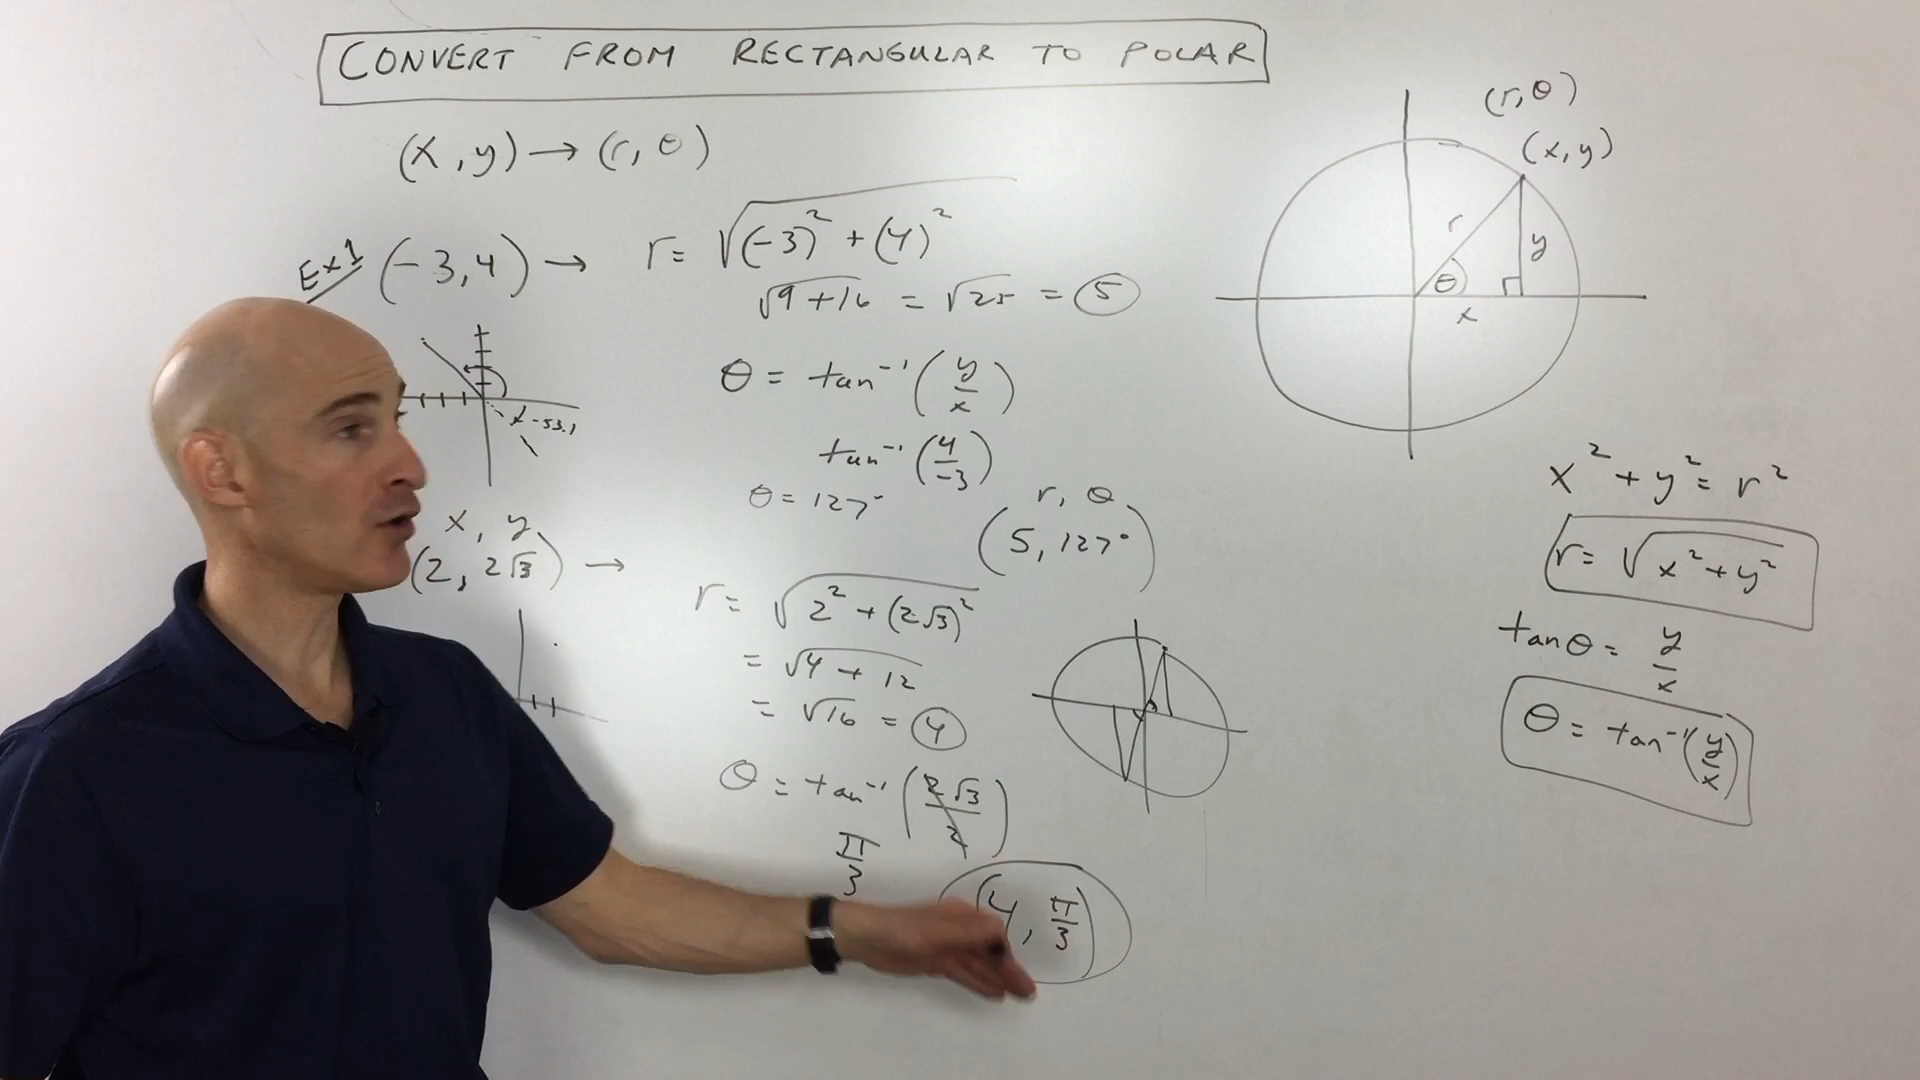 CONVERT FROM RECTANGULAR TO POLAR
(x, y) → (r, θ)
Ex 1 (-3, 4) → r = √(-3)² + (4)²
√9 + 16 = √25 = 5
θ = tan⁻¹ (y/x)
tan⁻¹ (4/-3)
θ = 127°
r, θ
(5, 127°)
-53.1
x, y
(2, 2√3) →
r = √2² + (2√3)²
= √4 + 12
= √16 = 4
θ = tan⁻¹ (2√3/2)
π/3
(4, π/3)
(r, θ)
(x, y)
r
y
θ
x
x² + y² = r²
r = √x² + y²
tan θ = y/x
θ = tan⁻¹ (y/x)